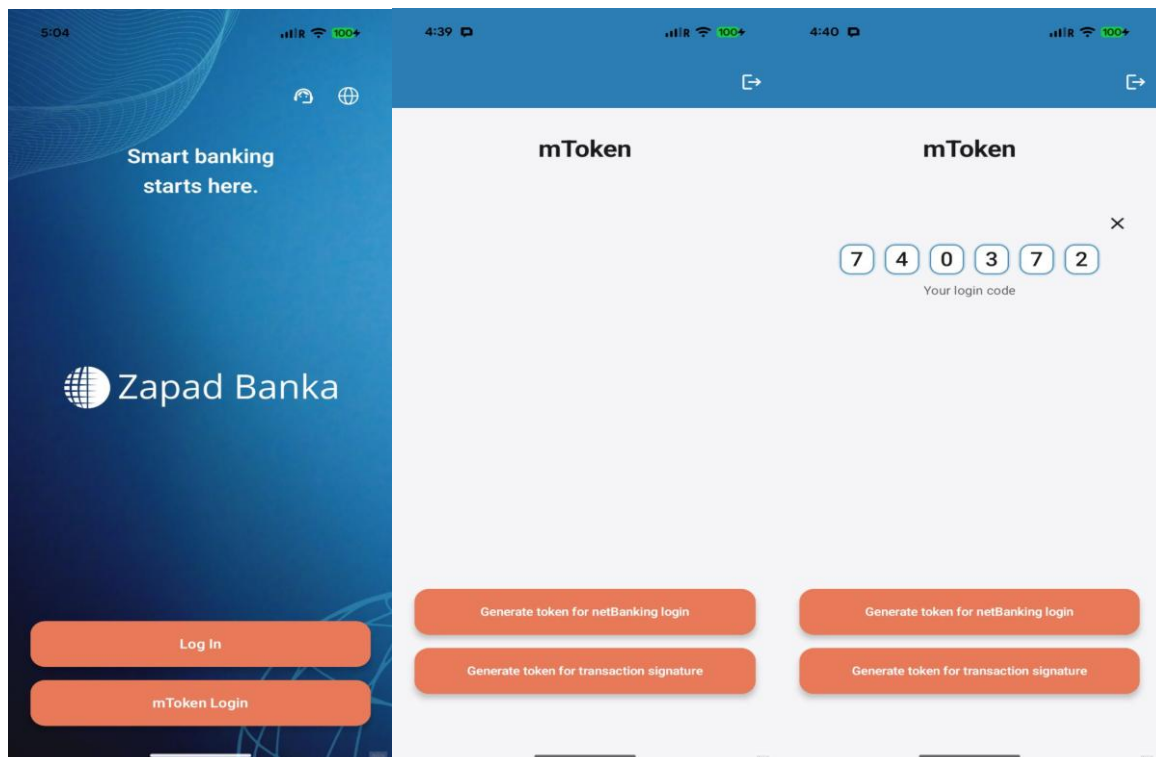 5:04
R 100
Smart banking
starts here.
Zapad Banka
Log In
mToken Login
4:39
R 100
mToken
Generate token for netBanking login
Generate token for transaction signature
4:40
R 100
mToken
7 4 0 3 7 2
Your login code
Generate token for netBanking login
Generate token for transaction signature